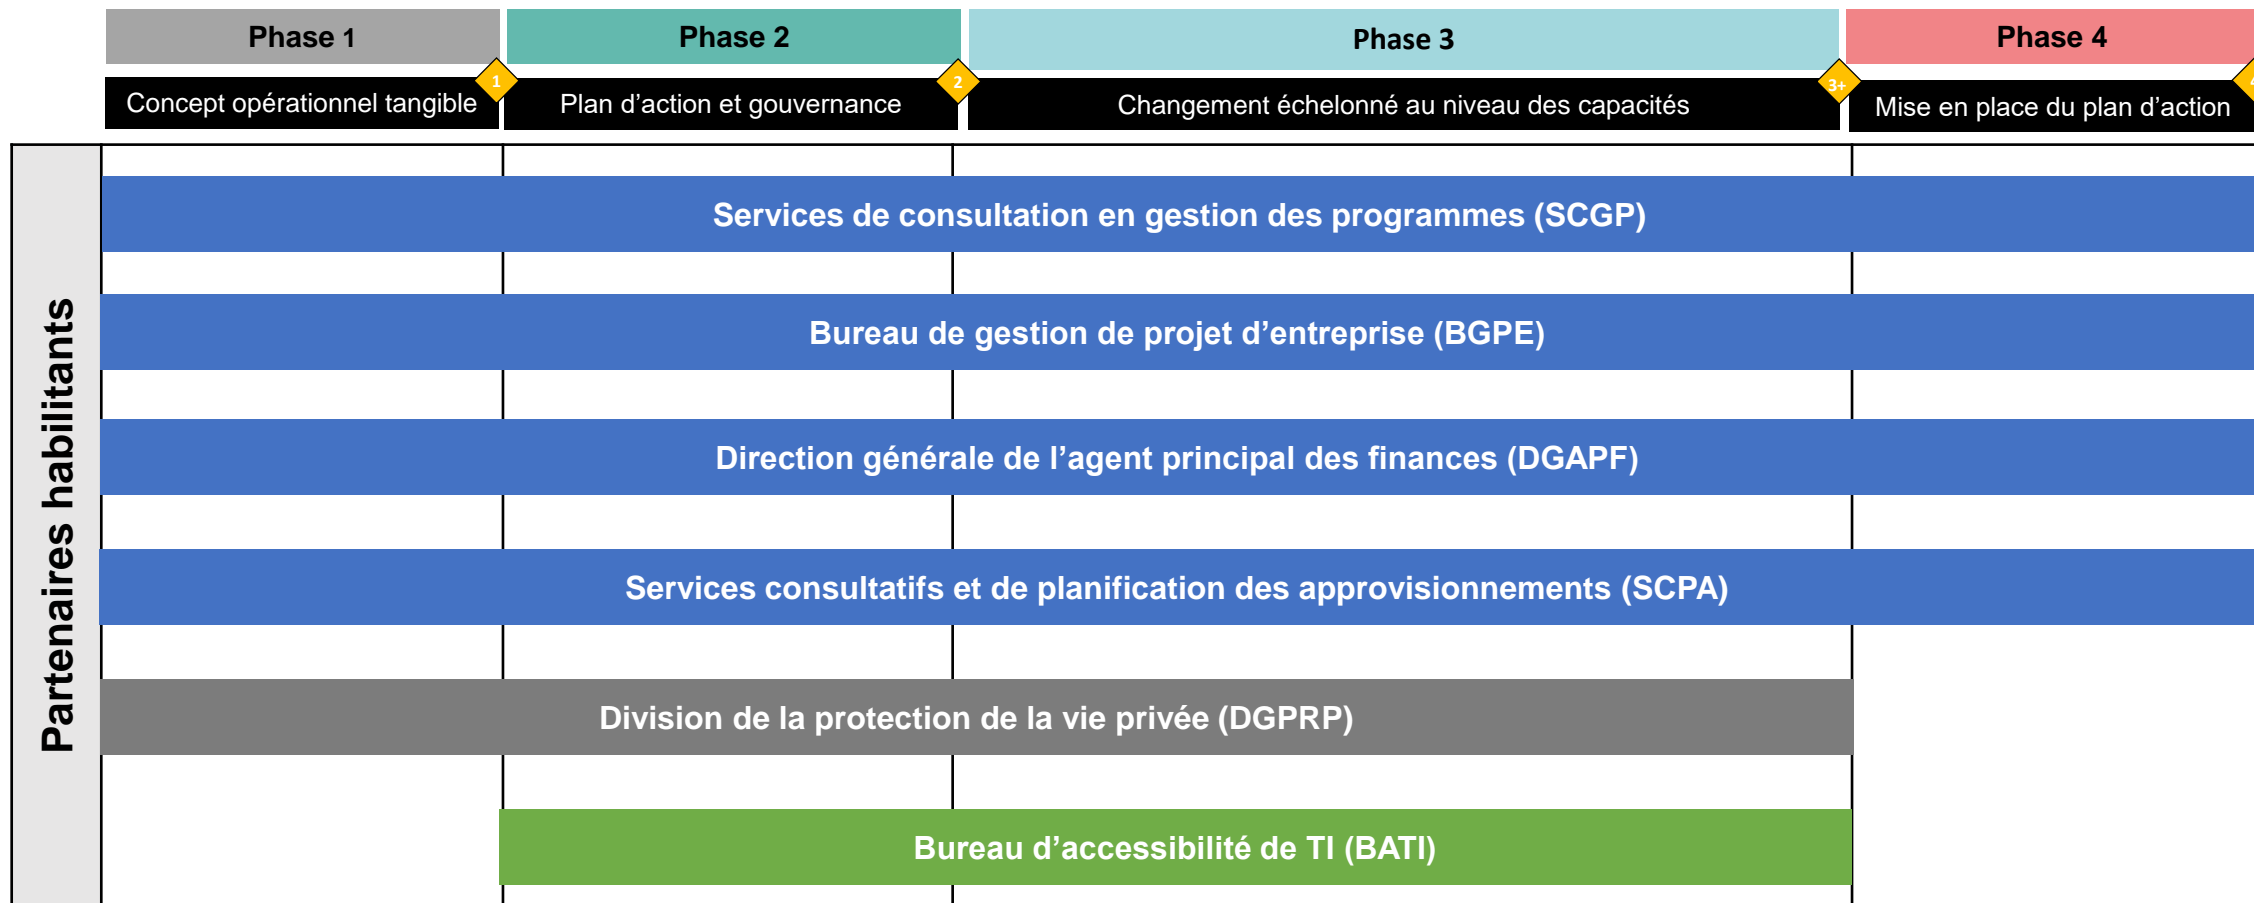 Phase 1
Phase 2
Phase 3
Phase 4
1
2
3+
Concept opérationnel tangible
Plan d’action et gouvernance
Changement échelonné au niveau des capacités
Mise en place du plan d’action
Partenaires habilitants
Services de consultation en gestion des programmes (SCGP)
Bureau de gestion de projet d’entreprise (BGPE)
Direction générale de l’agent principal des finances (DGAPF)
Services consultatifs et de planification des approvisionnements (SCPA)
Division de la protection de la vie privée (DGPRP)
Bureau d’accessibilité de TI (BATI)